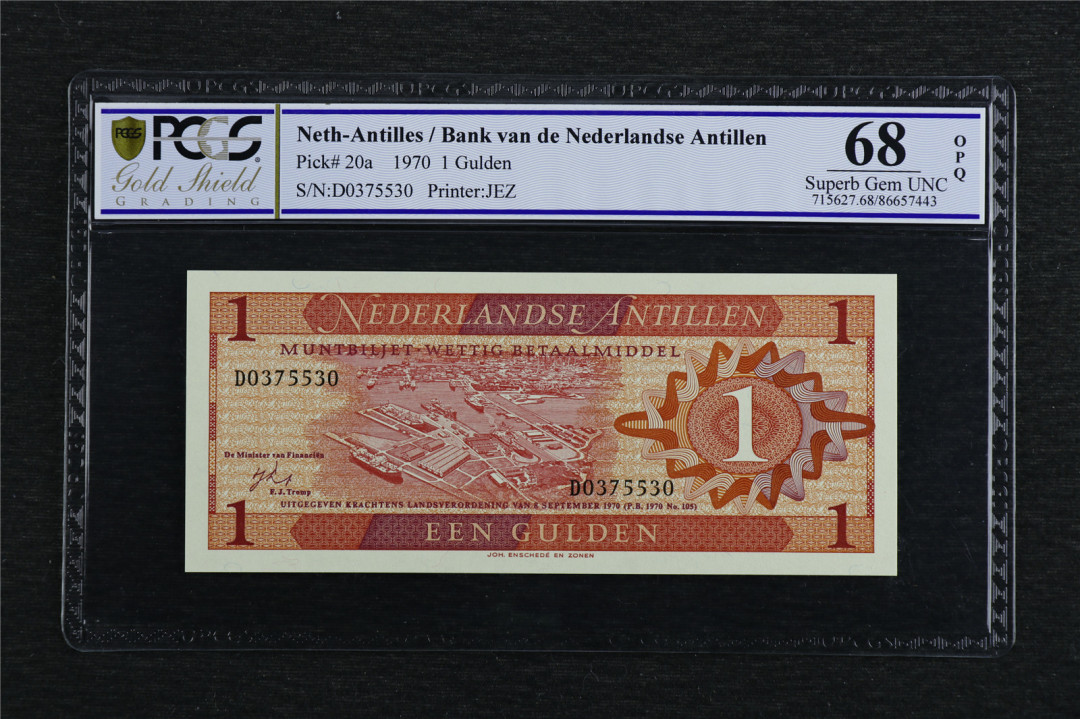 PCGS
PCGS
Gold Shield
GRADING
Neth-Antilles / Bank van de Nederlandse Antillen
Pick# 20a 1970 1 Gulden
S/N:D0375530 Printer:JEZ
68
Superb Gem UNC
715627.68/86657443
OPQ
1 NEDERLANDSE ANTILLEN 1
MUNTBILJET-WETTIG BETAALMIDDEL
D0375530
1
De Minister van Financiën
F.J. Tromp
D0375530
UITGEGEVEN KRACHTENS LANDSVERORDENING VAN 8 SEPTEMBER 1970 (P.B. 1970 No. 105)
1 EEN GULDEN 1
JOH. ENSCHEDÉ EN ZONEN